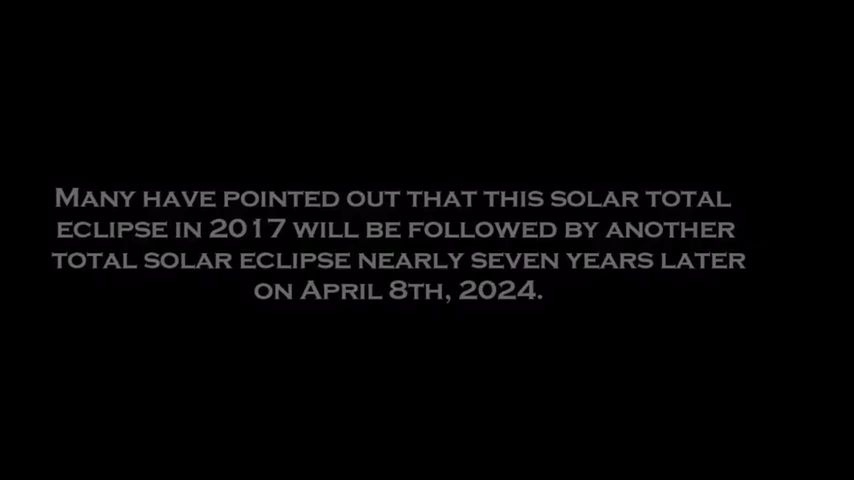 Many have pointed out that this solar total
eclipse in 2017 will be followed by another
total solar eclipse nearly seven years later
on April 8th, 2024.